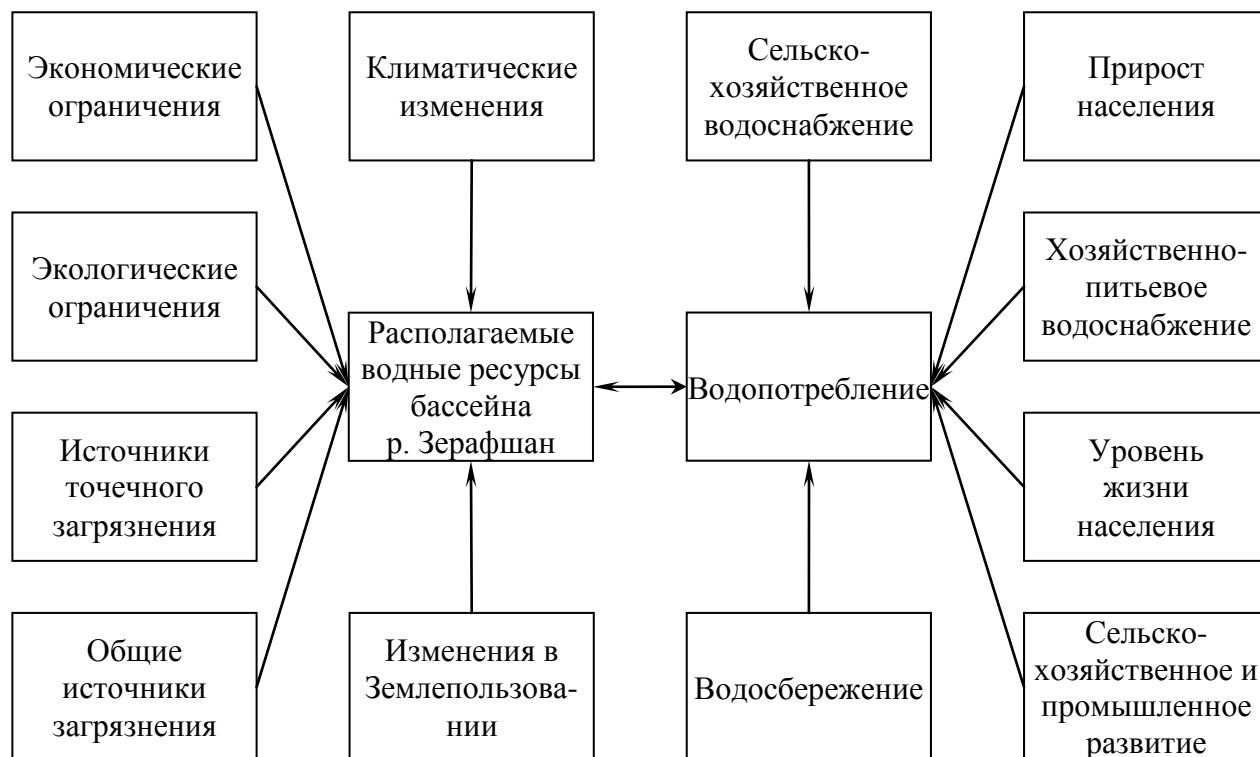 Экономические
ограничения
Климатические
изменения
Сельско-
хозяйственное
водоснабжение
Прирост
населения
Экологические
ограничения
Хозяйственно-
питьевое
водоснабжение
Располагаемые
водные ресурсы
бассейна
р. Зерафшан
Водопотребление
Источники
точечного
загрязнения
Уровень
жизни
населения
Общие
источники
загрязнения
Изменения в
Землепользова-
нии
Водосбережение
Сельско-
хозяйственное и
промышленное
развитие